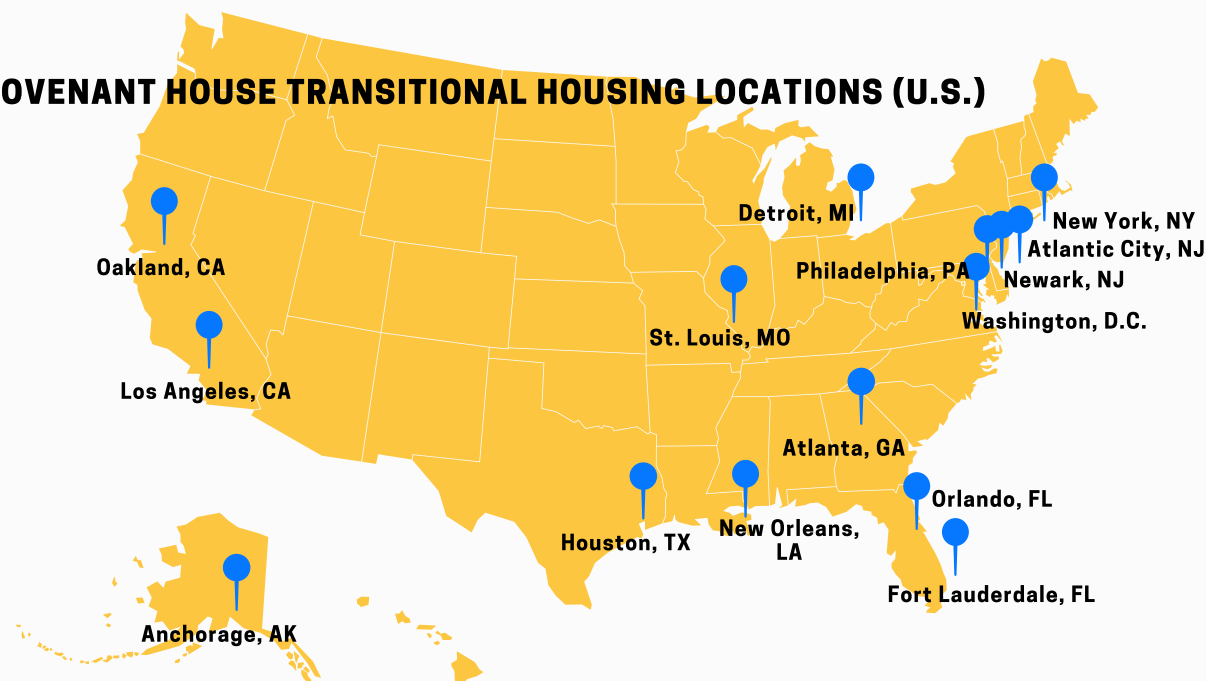 OVENANT HOUSE TRANSITIONAL HOUSING LOCATIONS (U.S.)
Detroit, MI
New York, NY
Atlantic City, NJ
Oakland, CA
Philadelphia, PA
Newark, NJ
Washington, D.C.
St. Louis, MO
Los Angeles, CA
Atlanta, GA
Orlando, FL
New Orleans,
LA
Houston, TX
Fort Lauderdale, FL
Anchorage, AK